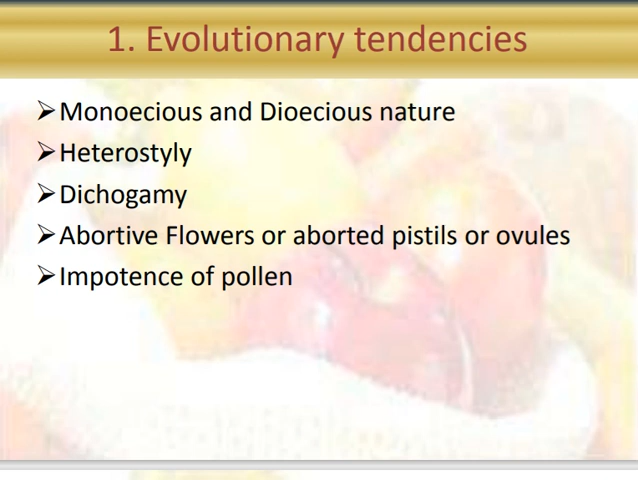 1. Evolutionary tendencies
➢Monoecious and Dioecious nature
➢Heterostyly
➢Dichogamy
➢Abortive Flowers or aborted pistils or ovules
➢Impotence of pollen